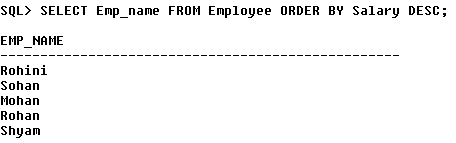 SQL> SELECT Emp_name FROM Employee ORDER BY Salary DESC;
EMP_NAME
--------------------------------------------------
Rohini
Sohan
Mohan
Rohan
Shyam